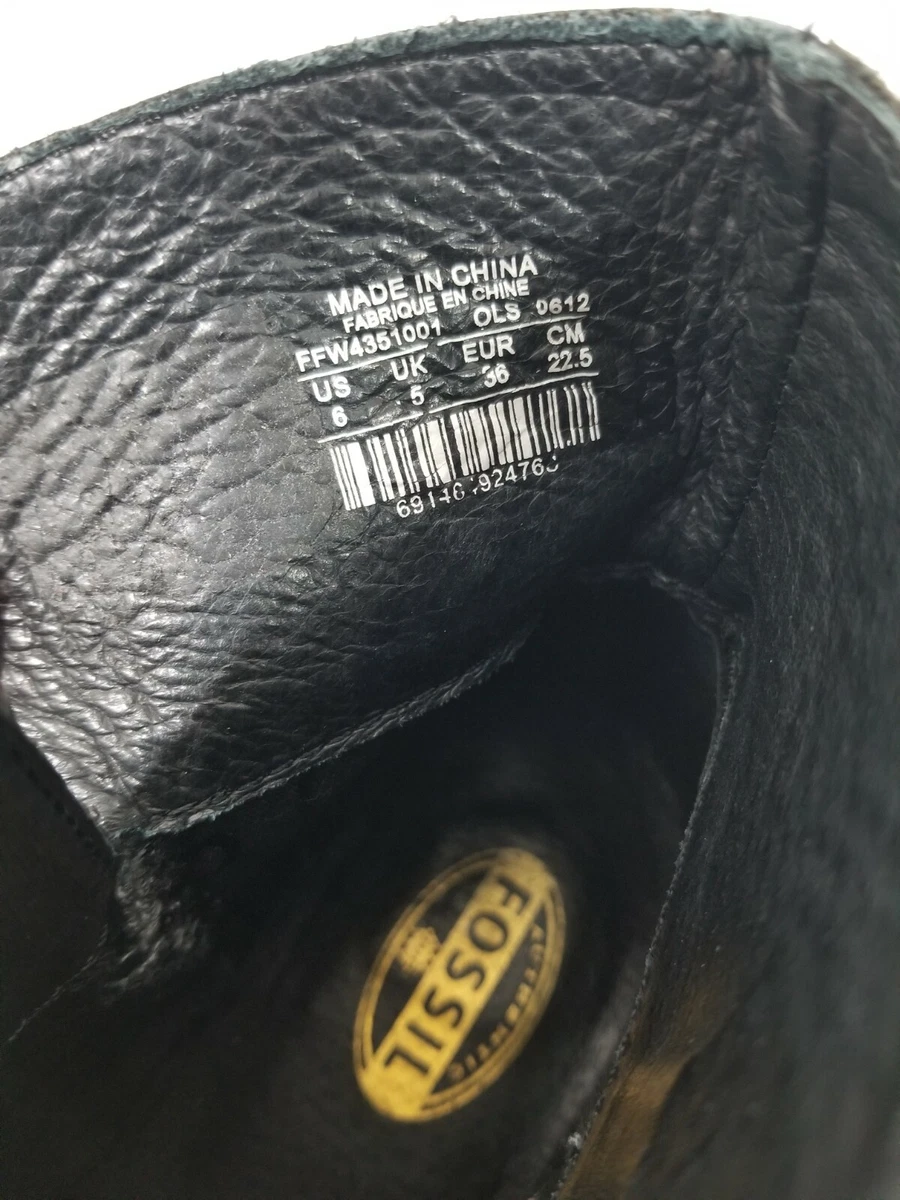 MADE IN CHINA
FABRIQUE EN CHINE
FFW4351001 OLS 0612
US UK EUR CM
6 5 36 22.5
FOSSIL
AUTHENTIC